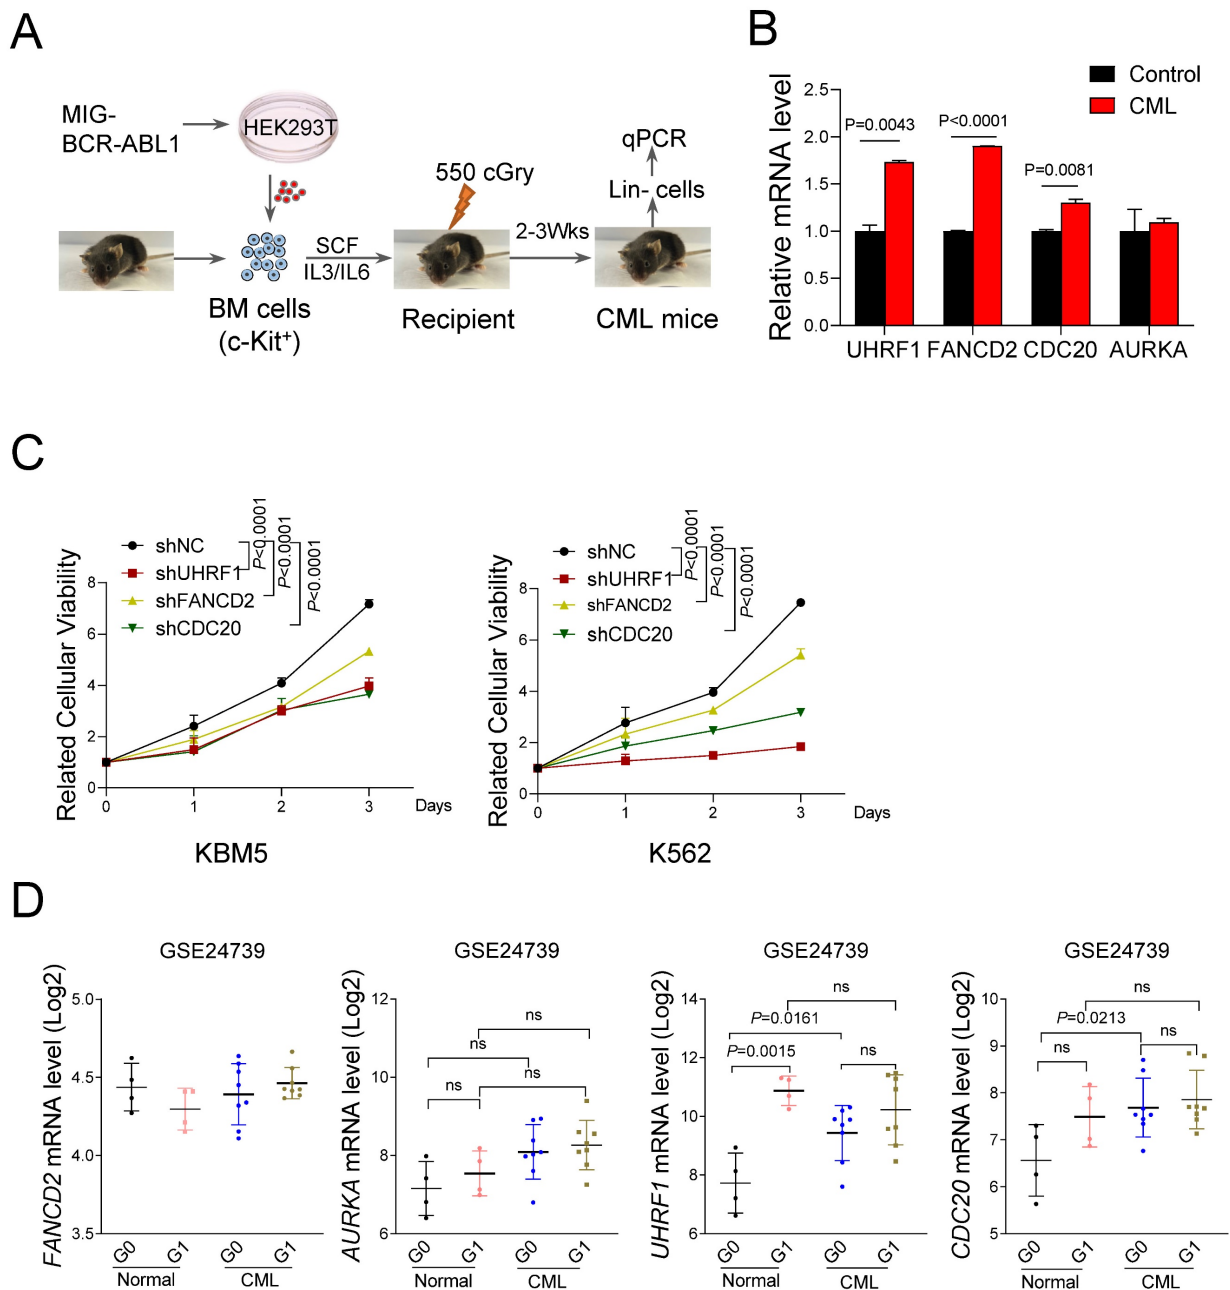 A
MIG-
BCR-ABL1
HEK293T
BM cells
(c-Kit⁺)
SCF
IL3/IL6
550 cGry
Recipient
2-3Wks
qPCR
Lin- cells
CML mice
B
Control
CML
Relative mRNA level
2.5
2.0
1.5
1.0
0.5
0.0
P=0.0043
P<0.0001
P=0.0081
UHRF1 FANCD2 CDC20 AURKA
C
shNC
shUHRF1
shFANCD2
shCDC20
P<0.0001
P<0.0001
P<0.0001
Related Cellular Viability
8
6
4
2
0
0 1 2 3 Days
KBM5
shNC
shUHRF1
shFANCD2
shCDC20
P<0.0001
P<0.0001
P<0.0001
Related Cellular Viability
8
6
4
2
0
0 1 2 3 Days
K562
D
GSE24739
FANCD2 mRNA level (Log2)
5.0
4.5
4.0
3.5
G0 G1 G0 G1
Normal CML
GSE24739
AURKA mRNA level (Log2)
12
10
8
6
ns
ns
ns
ns
G0 G1 G0 G1
Normal CML
GSE24739
UHRF1 mRNA level (Log2)
14
12
10
8
6
ns
P=0.0161
P=0.0015
ns
G0 G1 G0 G1
Normal CML
GSE24739
CDC20 mRNA level (Log2)
10
9
8
7
6
5
ns
P=0.0213
ns
ns
G0 G1 G0 G1
Normal CML